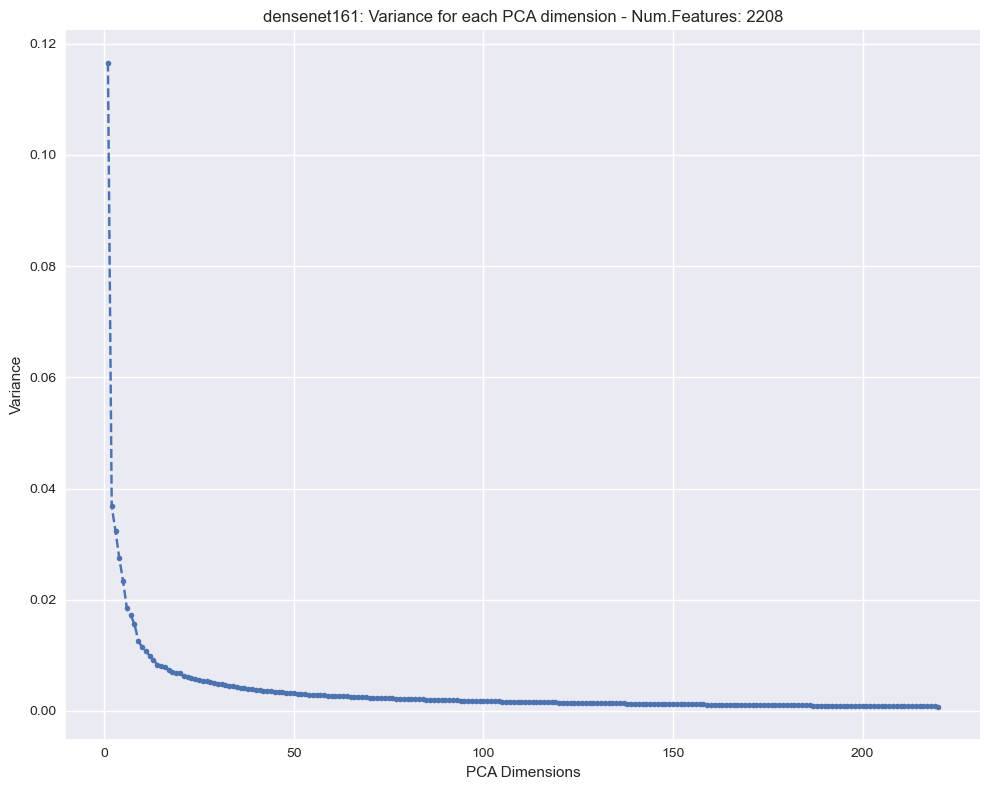 densenet161: Variance for each PCA dimension - Num.Features: 2208
Variance
0.12
0.10
0.08
0.06
0.04
0.02
0.00
0 50 100 150 200
PCA Dimensions